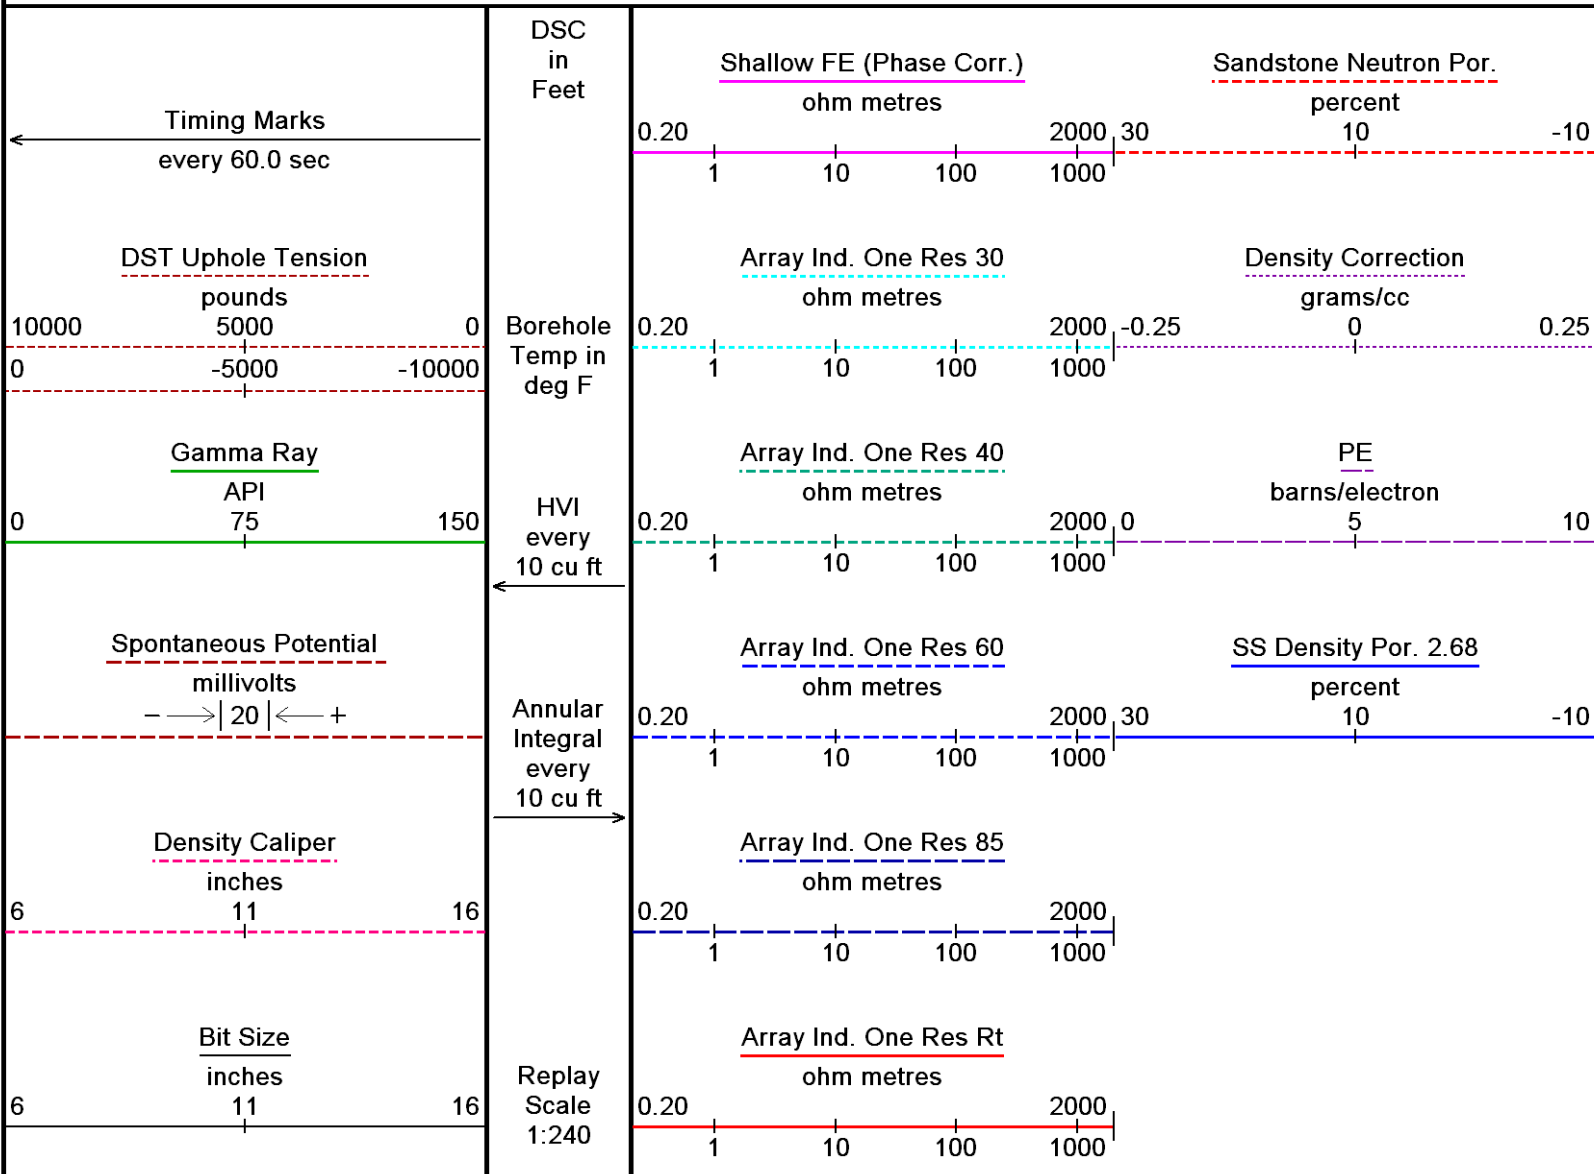 Timing Marks
every 60.0 sec
DST Uphole Tension
pounds
10000 5000 0
0 -5000 -10000
Gamma Ray
API
0 75 150
Spontaneous Potential
millivolts
− 20 +
Density Caliper
inches
6 11 16
Bit Size
inches
6 11 16
DSC
in
Feet
Borehole
Temp in
deg F
HVI
every
10 cu ft
Annular
Integral
every
10 cu ft
Replay
Scale
1:240
Shallow FE (Phase Corr.)
ohm metres
0.20 2000
1 10 100 1000
Array Ind. One Res 30
ohm metres
0.20 2000
1 10 100 1000
Array Ind. One Res 40
ohm metres
0.20 2000
1 10 100 1000
Array Ind. One Res 60
ohm metres
0.20 2000
1 10 100 1000
Array Ind. One Res 85
ohm metres
0.20 2000
1 10 100 1000
Array Ind. One Res Rt
ohm metres
0.20 2000
1 10 100 1000
Sandstone Neutron Por.
percent
30 10 -10
Density Correction
grams/cc
-0.25 0 0.25
PE
barns/electron
0 5 10
SS Density Por. 2.68
percent
30 10 -10